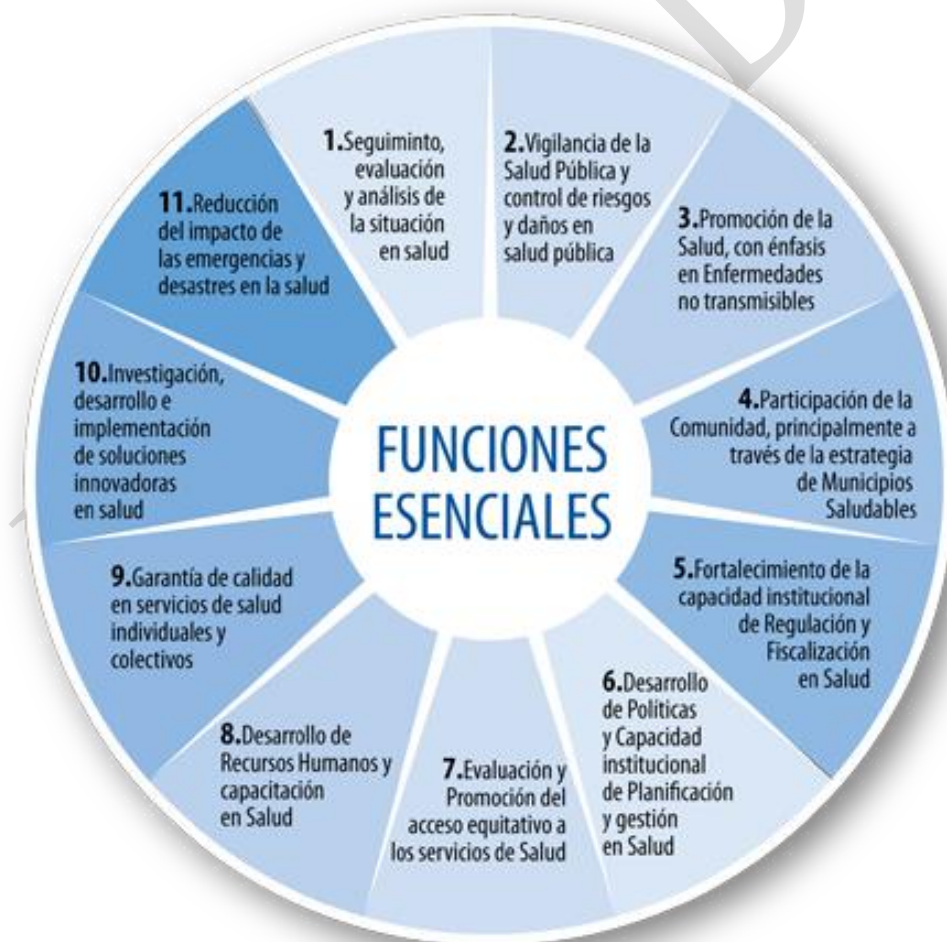 1.Seguiminto,
evaluación
y análisis de
la situación
en salud
2.Vigilancia de la
Salud Pública y
control de riesgos
y daños en
salud pública
3.Promoción de la
Salud, con énfasis
en Enfermedades
no transmisibles
4.Participación de la
Comunidad, principalmente a
través de la estrategia
de Municipios
Saludables
5.Fortalecimiento de la
capacidad institucional
de Regulación y
Fiscalización
en Salud
6.Desarrollo
de Políticas
y Capacidad
institucional
de Planificación
y gestión
en Salud
7.Evaluación y
Promoción del
acceso equitativo a
los servicios de Salud
8.Desarrollo de
Recursos Humanos y
capacitación
en Salud
9.Garantía de calidad
en servicios de salud
individuales y
colectivos
10.Investigación,
desarrollo e
implementación
de soluciones
innovadoras
en salud
11.Reducción
del impacto de
las emergencias y
desastres en la salud
FUNCIONES
ESENCIALES